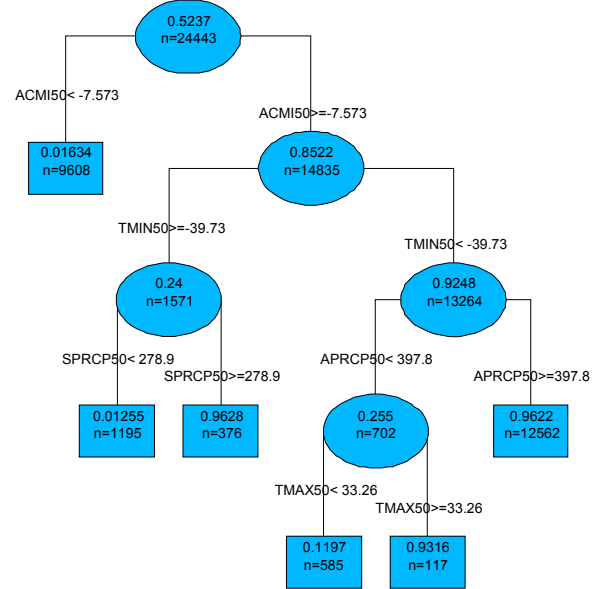 0.5237
n=24443
ACMI50< -7.573
ACMI50>=-7.573
0.01634
n=9608
0.8522
n=14835
TMIN50>=-39.73
TMIN50< -39.73
0.24
n=1571
0.9248
n=13264
SPRCP50< 278.9
SPRCP50>=278.9
APRCP50< 397.8
APRCP50>=397.8
0.01255
n=1195
0.9628
n=376
0.255
n=702
0.9622
n=12562
TMAX50< 33.26
TMAX50>=33.26
0.1197
n=585
0.9316
n=117